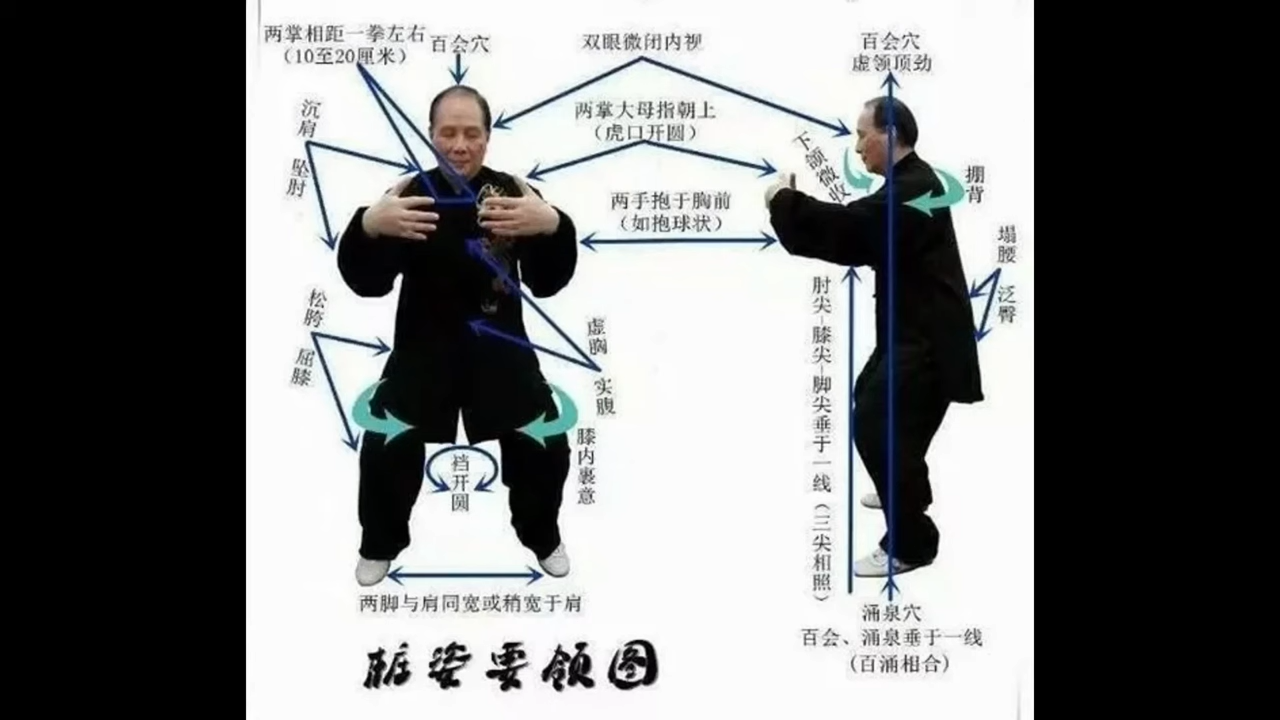 两掌相距一拳左右
（10至20厘米）
百会穴
双眼微闭内视
百会穴
虚领顶劲
两掌大母指朝上
（虎口开圆）
沉肩
坠肘
下颌微收
掤背
两手抱于胸前
（如抱球状）
塌腰
泛臀
松胯
屈膝
虚胸
实腹
肘尖-膝尖-脚尖垂于一线（三尖相照）
膝内裹意
裆开圆
两脚与肩同宽或稍宽于肩
涌泉穴
百会、涌泉垂于一线
(百涌相合)
桩姿要领图